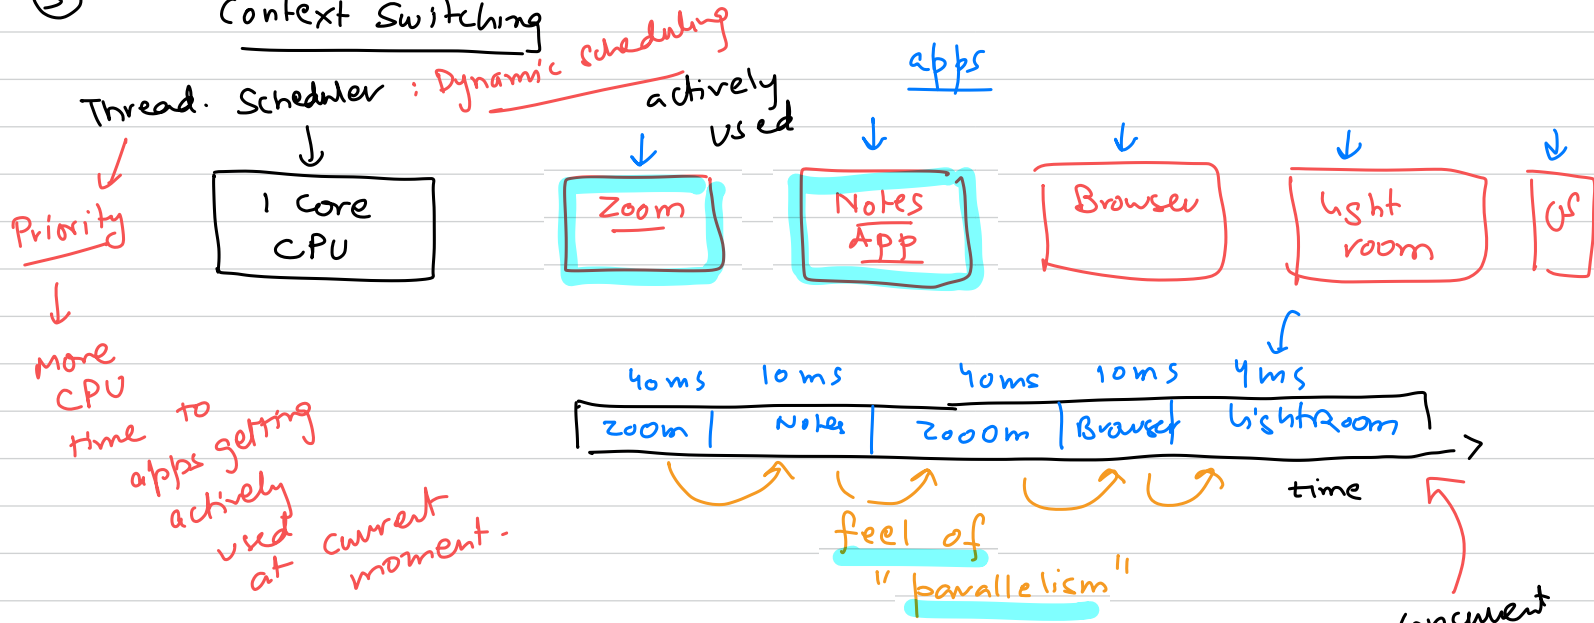 Context Switching
Thread. Scheduler : Dynamic scheduling
actively
used
apps
Priority
1 Core
CPU
Zoom
Notes
App
Browser
Light
room
OS
More
CPU
time to
apps getting
actively
used
at current
moment.
40ms 10ms 40ms 10ms 4ms
Zoom Notes Zooom Browser LightRoom
time
feel of
"parallelism"